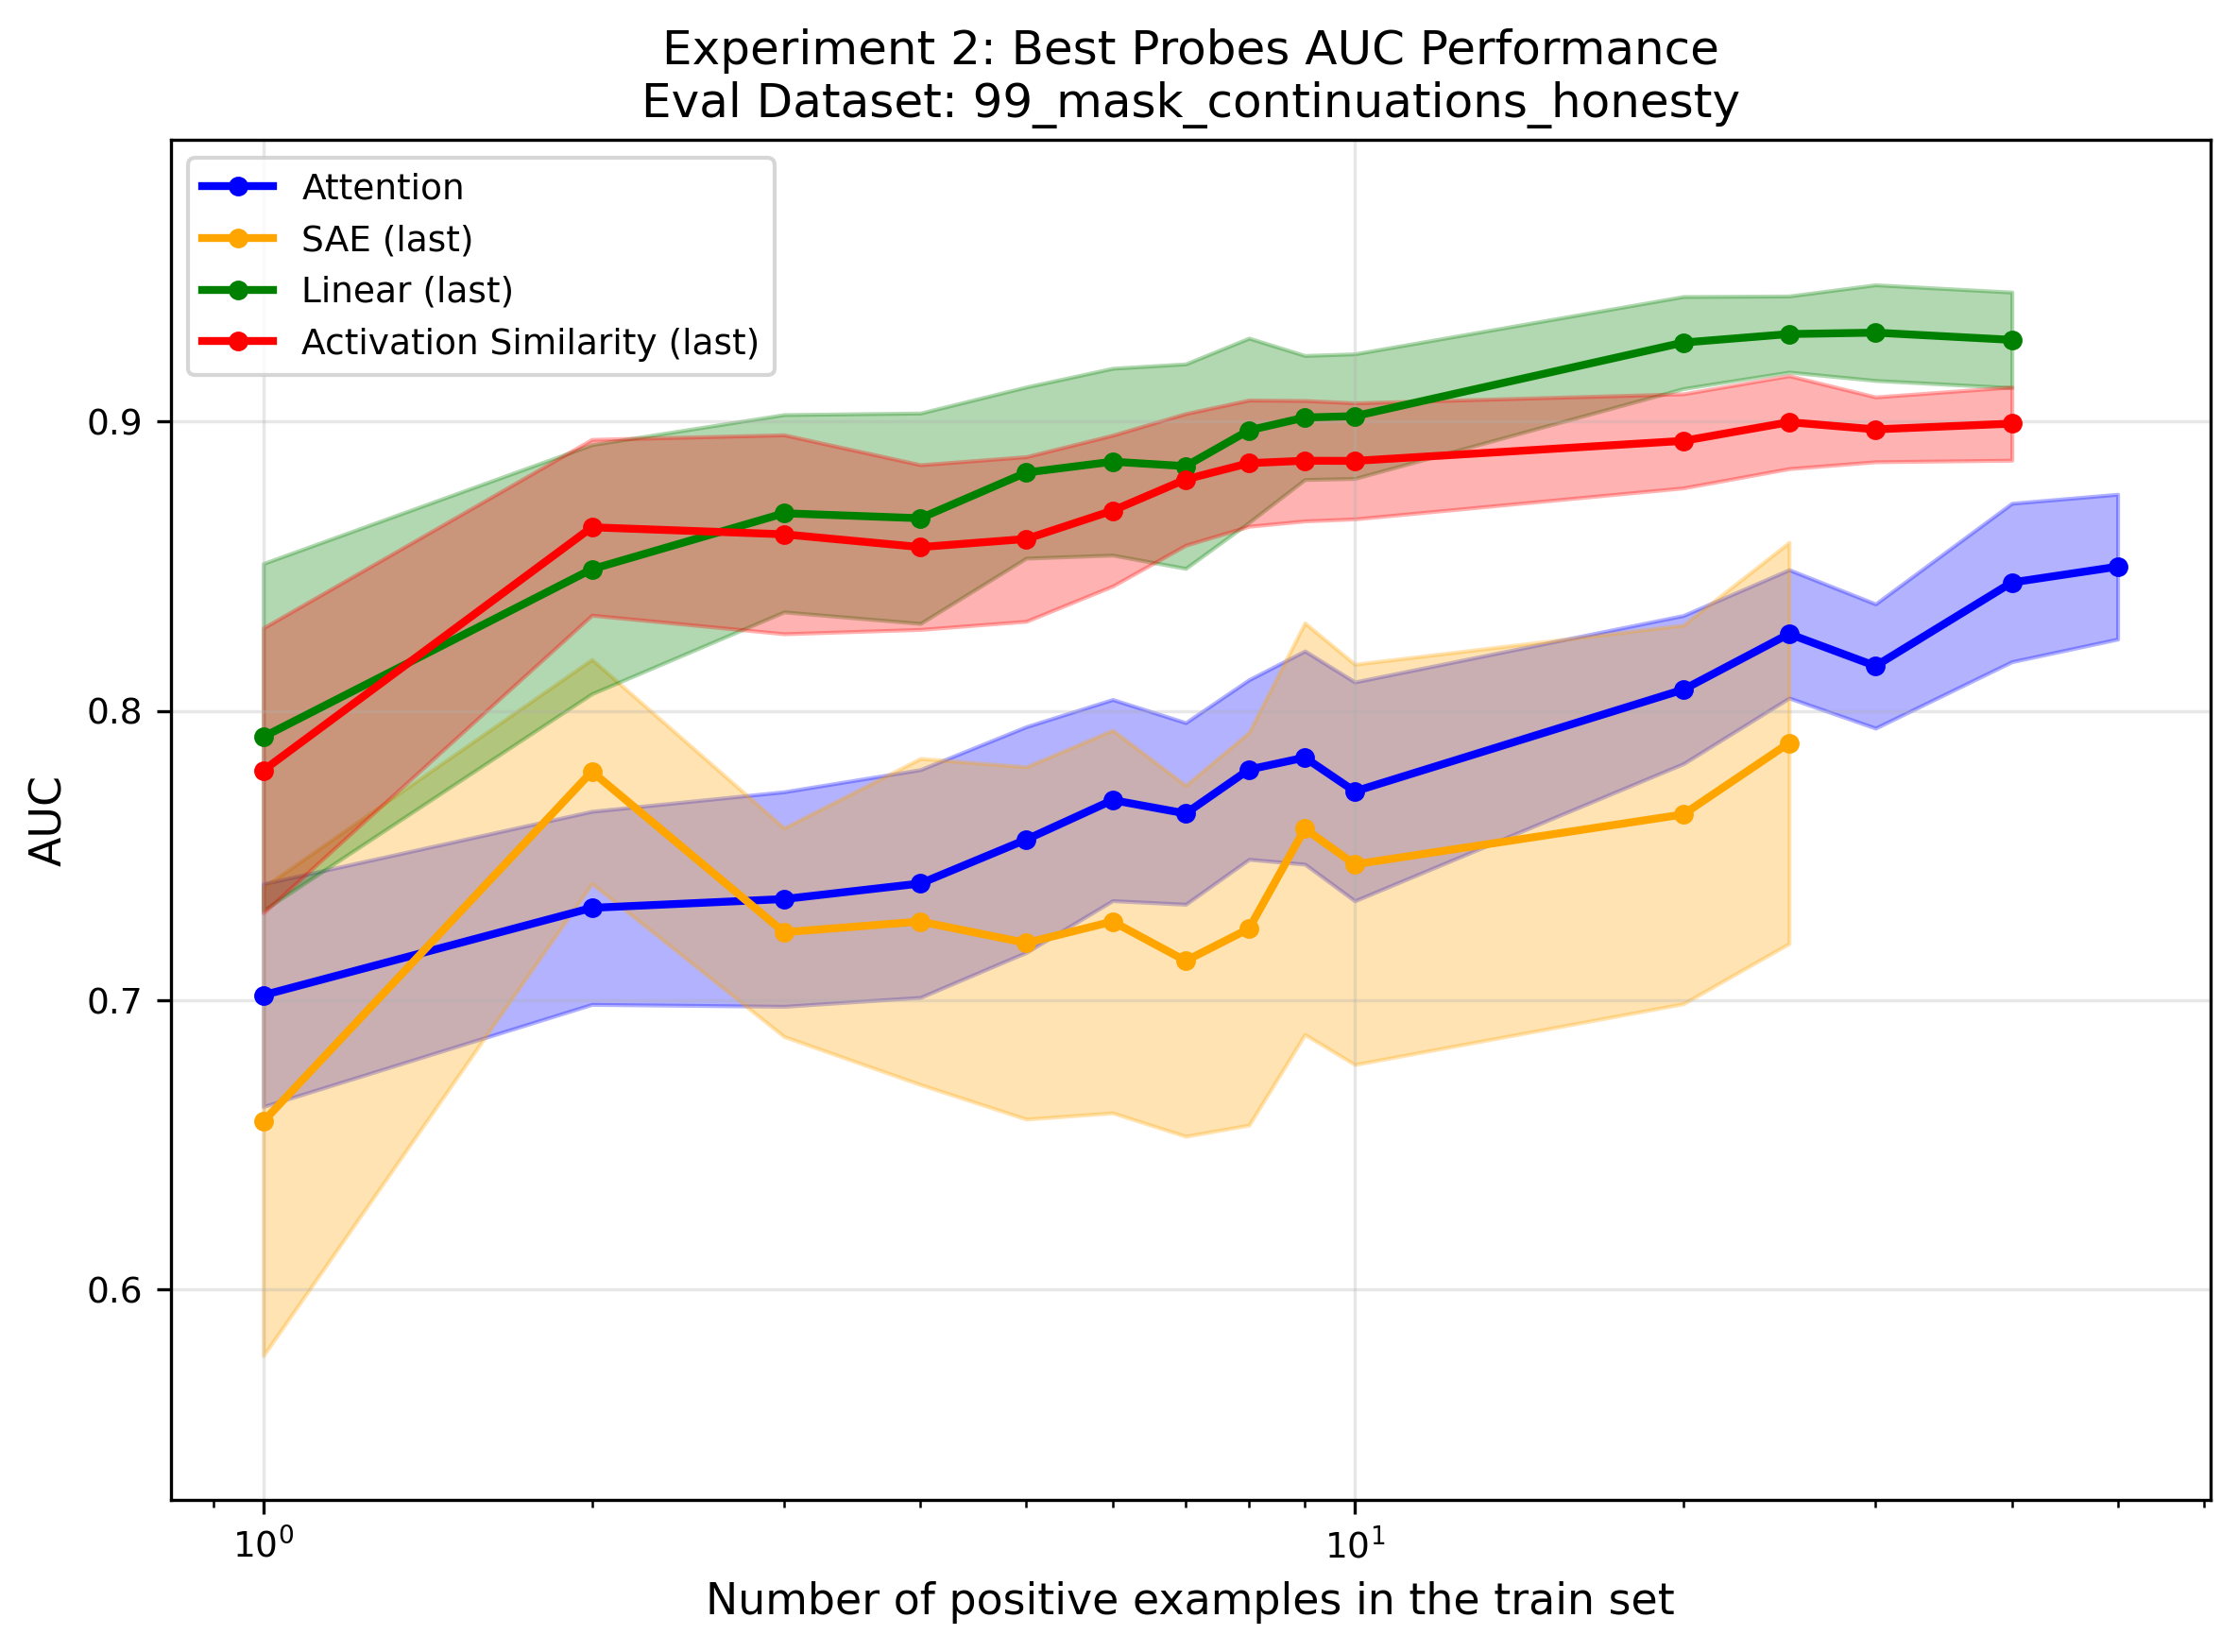 Experiment 2: Best Probes AUC Performance
Eval Dataset: 99_mask_continuations_honesty
Attention
SAE (last)
Linear (last)
Activation Similarity (last)
0.9
0.8
0.7
0.6
AUC
10⁰
10¹
Number of positive examples in the train set